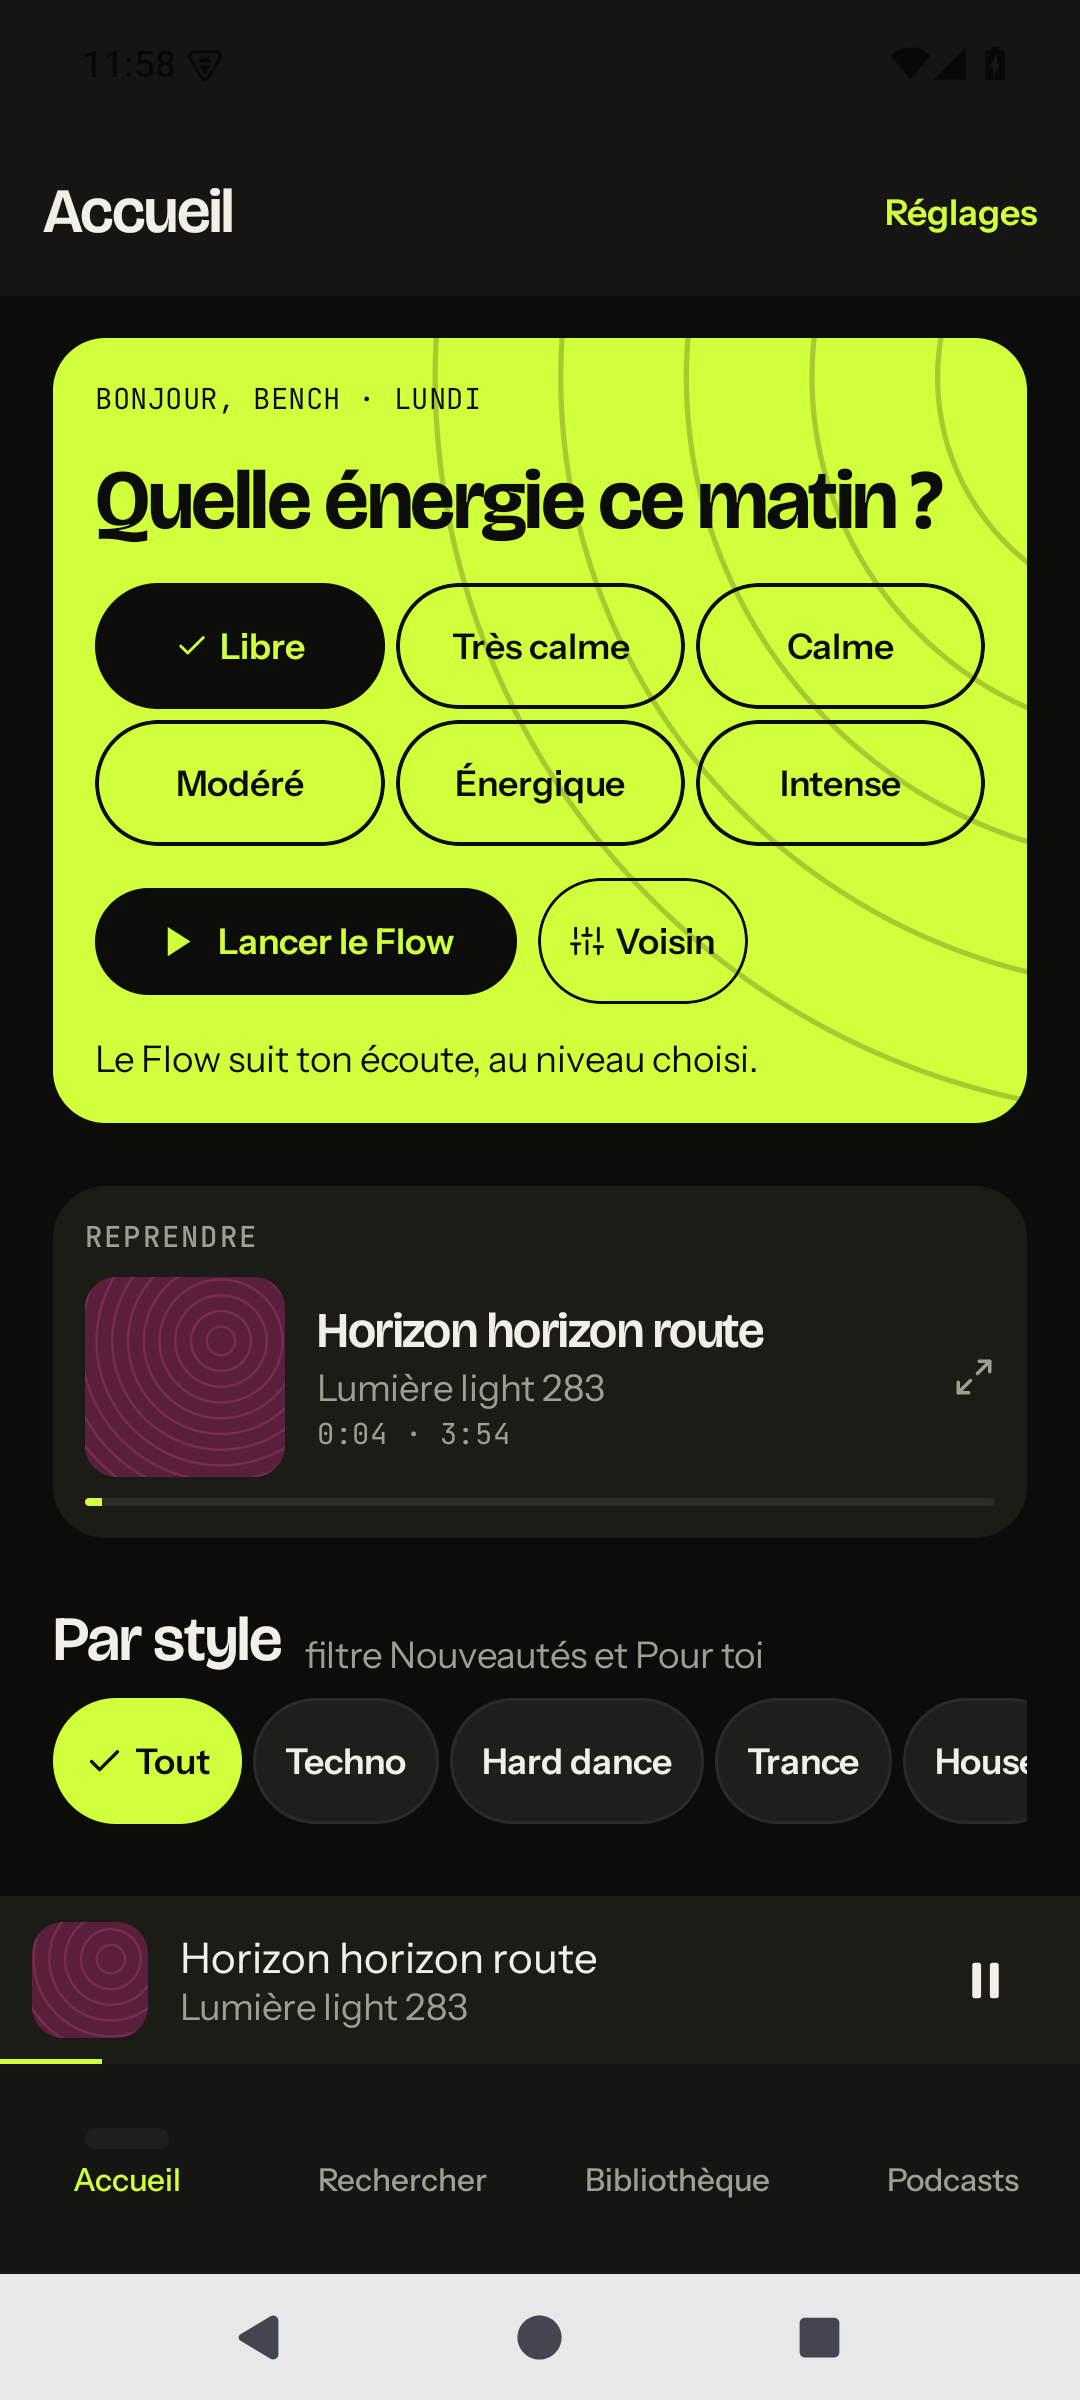 11:58
Accueil
Réglages
BONJOUR, BENCH · LUNDI
Quelle énergie ce matin ?
Libre
Très calme
Calme
Modéré
Énergique
Intense
Lancer le Flow
Voisin
Le Flow suit ton écoute, au niveau choisi.
REPRENDRE
Horizon horizon route
Lumière light 283
0:04 · 3:54
Par style
filtre Nouveautés et Pour toi
Tout
Techno
Hard dance
Trance
House
Horizon horizon route
Lumière light 283
Accueil
Rechercher
Bibliothèque
Podcasts